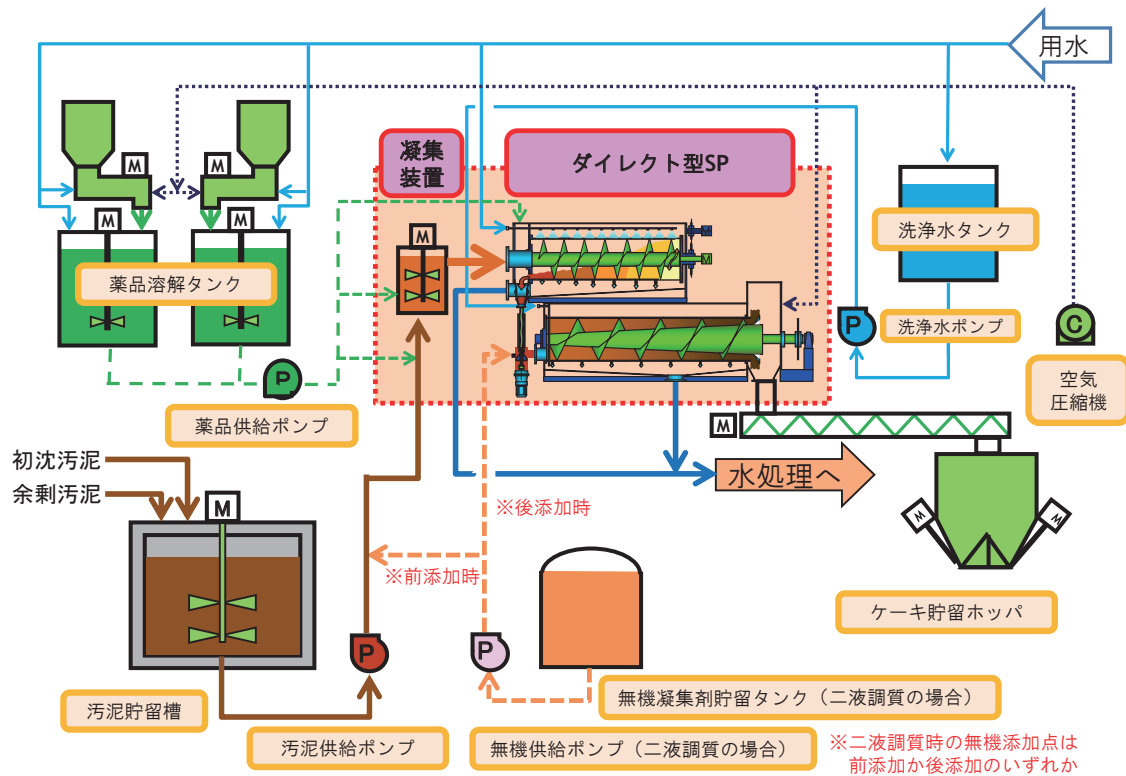 用水
凝集
装置
ダイレクト型SP
M
M
M
M
M
薬品溶解タンク
洗浄水タンク
P
洗浄水ポンプ
C
空気
圧縮機
P
薬品供給ポンプ
M
初沈汚泥
余剰汚泥
M
水処理へ
※後添加時
※前添加時
M
M
ケーキ貯留ホッパ
P
P
汚泥貯留槽
無機凝集剤貯留タンク（二液調質の場合）
汚泥供給ポンプ
無機供給ポンプ（二液調質の場合）
※二液調質時の無機添加点は
前添加か後添加のいずれか